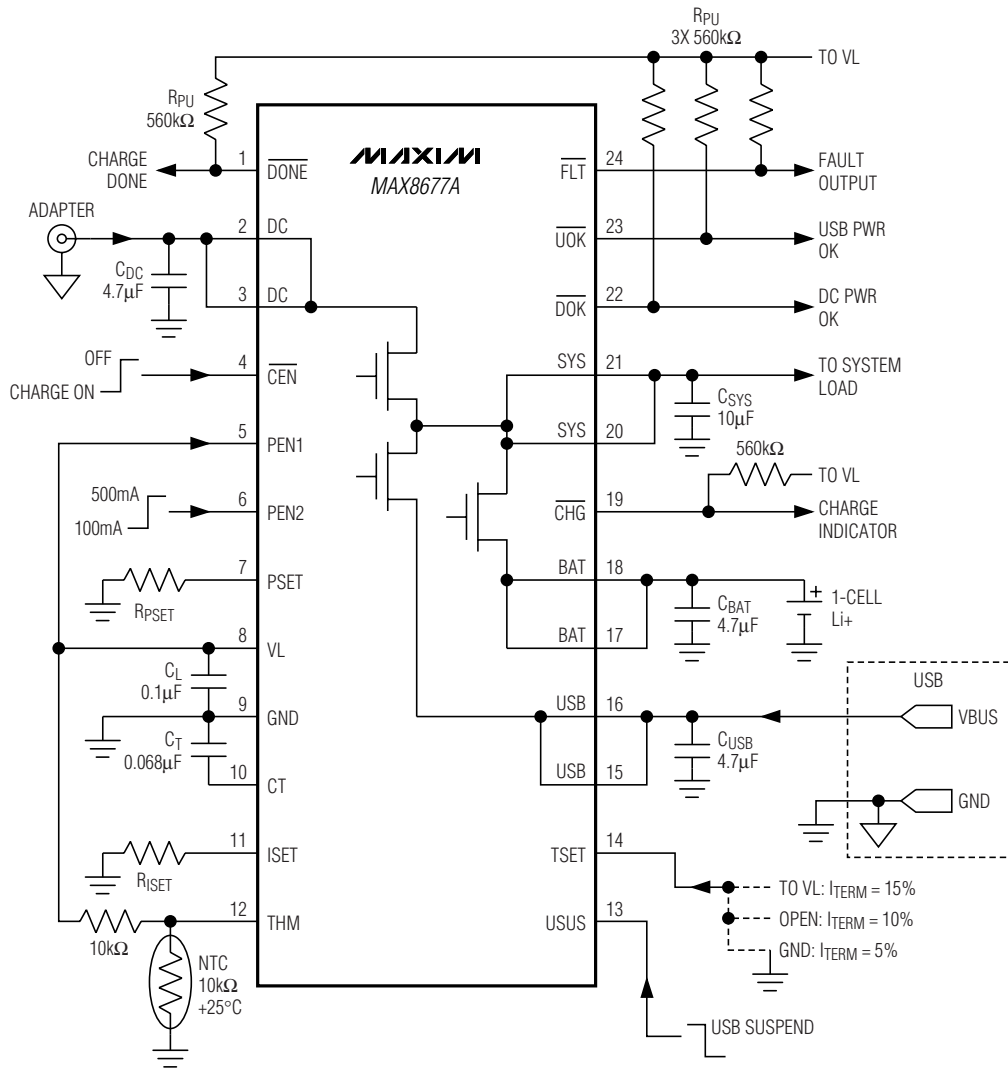 RPU
3X 560kΩ
TO VL
RPU
560kΩ
CHARGE
DONE
1
DONE
MAXIM
MAX8677A
24
FLT
FAULT
OUTPUT
ADAPTER
2
DC
23
UOK
USB PWR
OK
CDC
4.7µF
3
DC
22
DOK
DC PWR
OK
OFF
CHARGE ON
4
CEN
SYS
21
TO SYSTEM
LOAD
CSYS
10µF
5
PEN1
SYS
20
560kΩ
TO VL
500mA
100mA
6
PEN2
19
CHG
CHARGE
INDICATOR
7
PSET
RPSET
BAT
18
CBAT
4.7µF
+
1-CELL
Li+
8
VL
BAT
17
CL
0.1µF
USB
9
GND
USB
16
VBUS
CT
0.068µF
CUSB
4.7µF
10
CT
USB
15
GND
11
ISET
RISET
14
TSET
TO VL: ITERM = 15%
OPEN: ITERM = 10%
GND: ITERM = 5%
12
THM
10kΩ
13
USUS
NTC
10kΩ
+25°C
USB SUSPEND